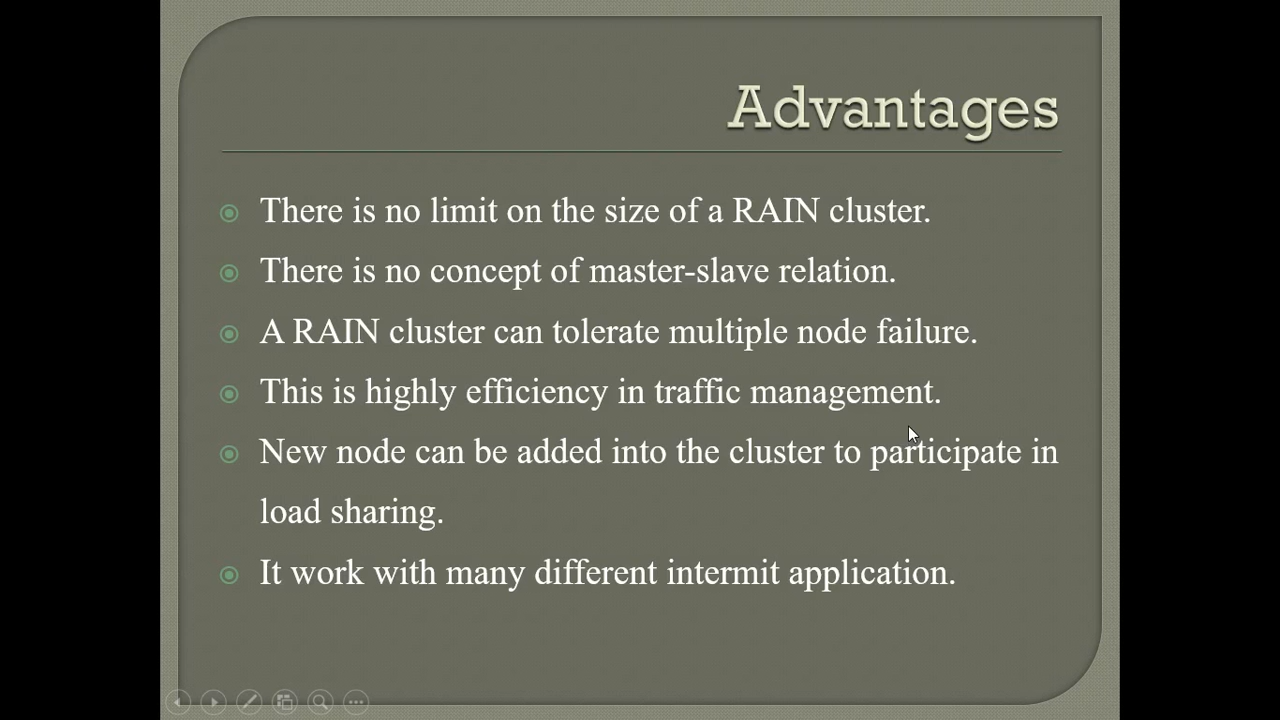 Advantages
There is no limit on the size of a RAIN cluster.
There is no concept of master-slave relation.
A RAIN cluster can tolerate multiple node failure.
This is highly efficiency in traffic management.
New node can be added into the cluster to participate in
load sharing.
It work with many different intermit application.